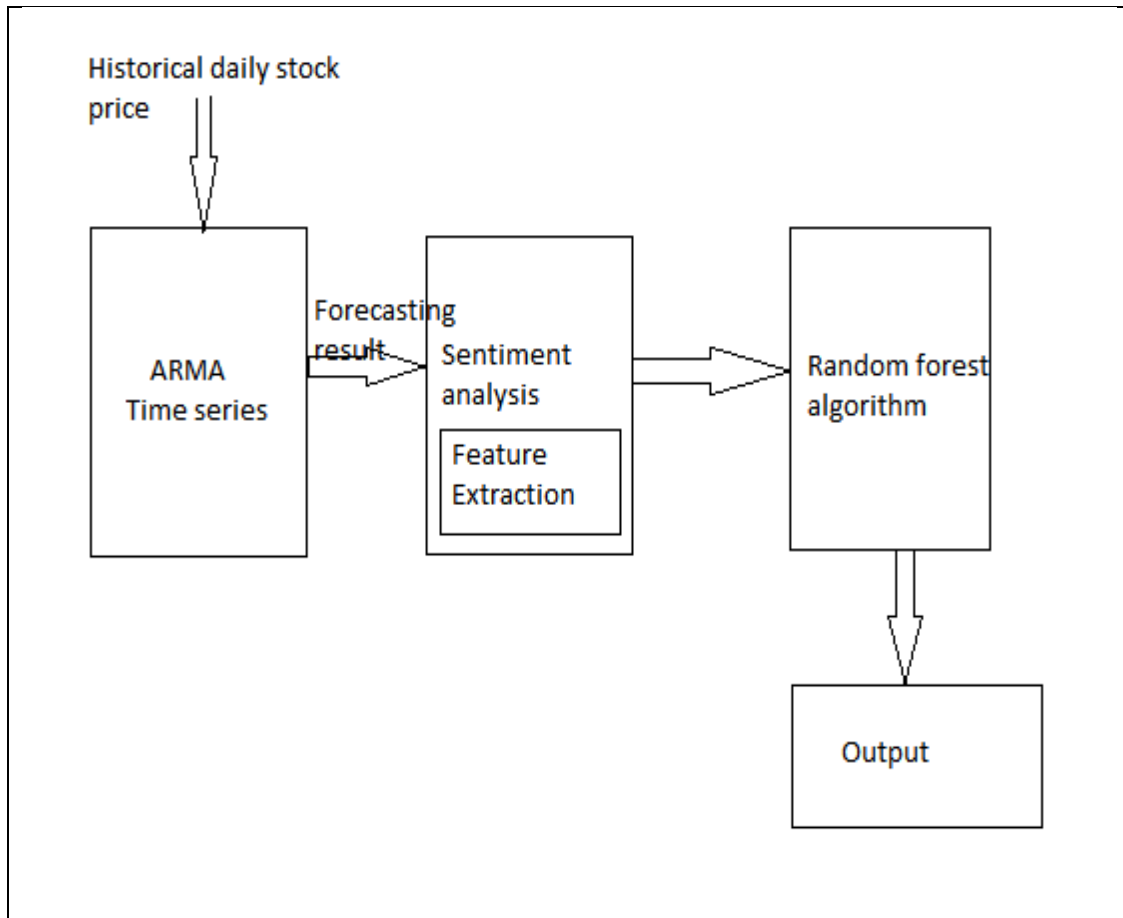 Historical daily stock
price
Forecasting
result
ARMA
Time series
Sentiment
analysis
Feature
Extraction
Random forest
algorithm
Output